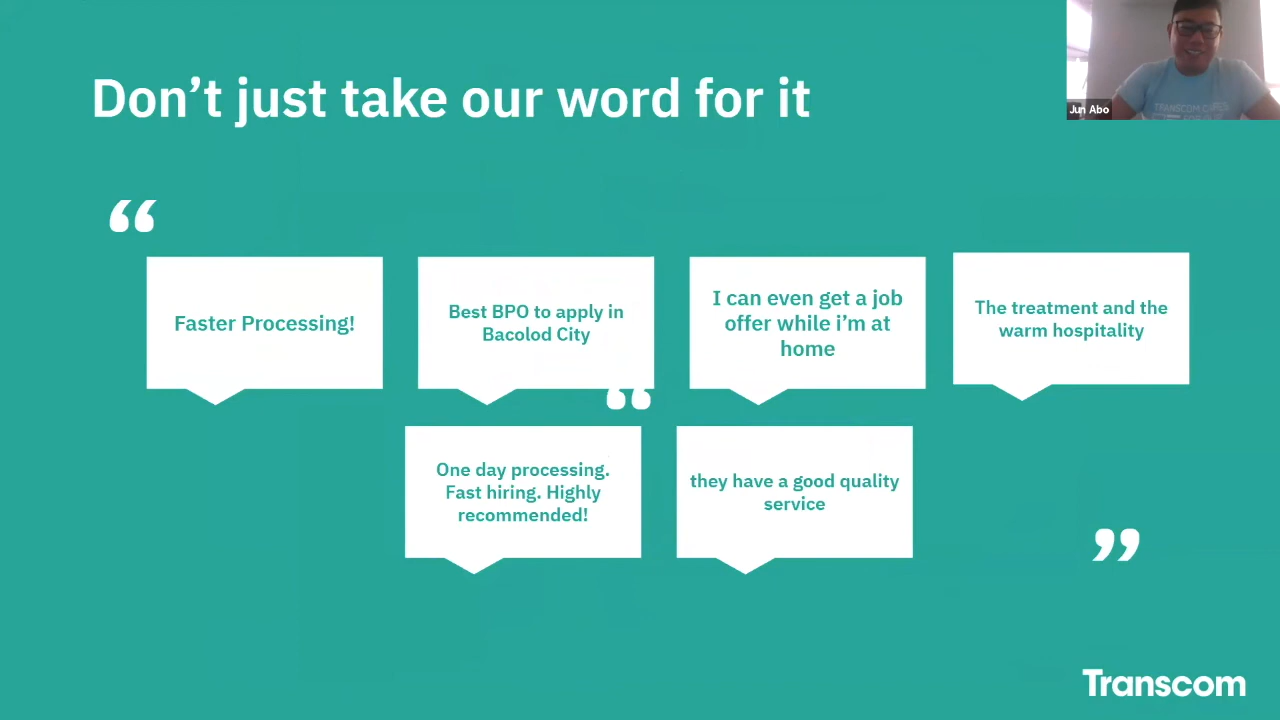 Don’t just take our word for it
Jun Abo
TRANSCOM CARES
“
Faster Processing!
Best BPO to apply in
Bacolod City
I can even get a job
offer while i’m at
home
The treatment and the
warm hospitality
“
One day processing.
Fast hiring. Highly
recommended!
they have a good quality
service
”
Transcom